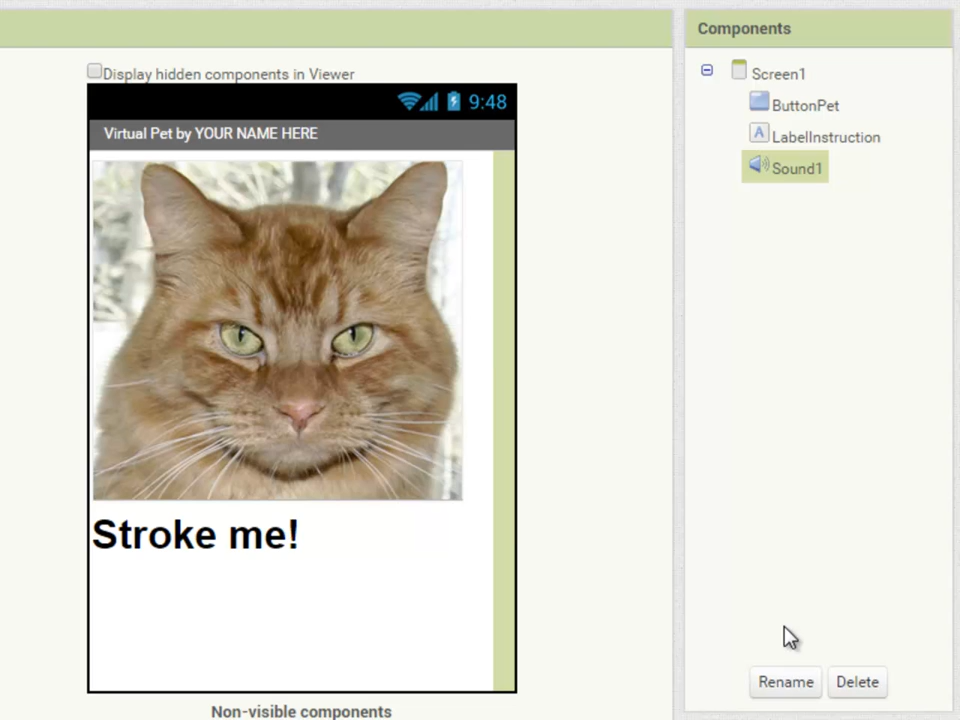 Components
Display hidden components in Viewer
Screen1
9:48
ButtonPet
Virtual Pet by YOUR NAME HERE
A LabelInstruction
Sound1
Stroke me!
Rename Delete
Non-visible components